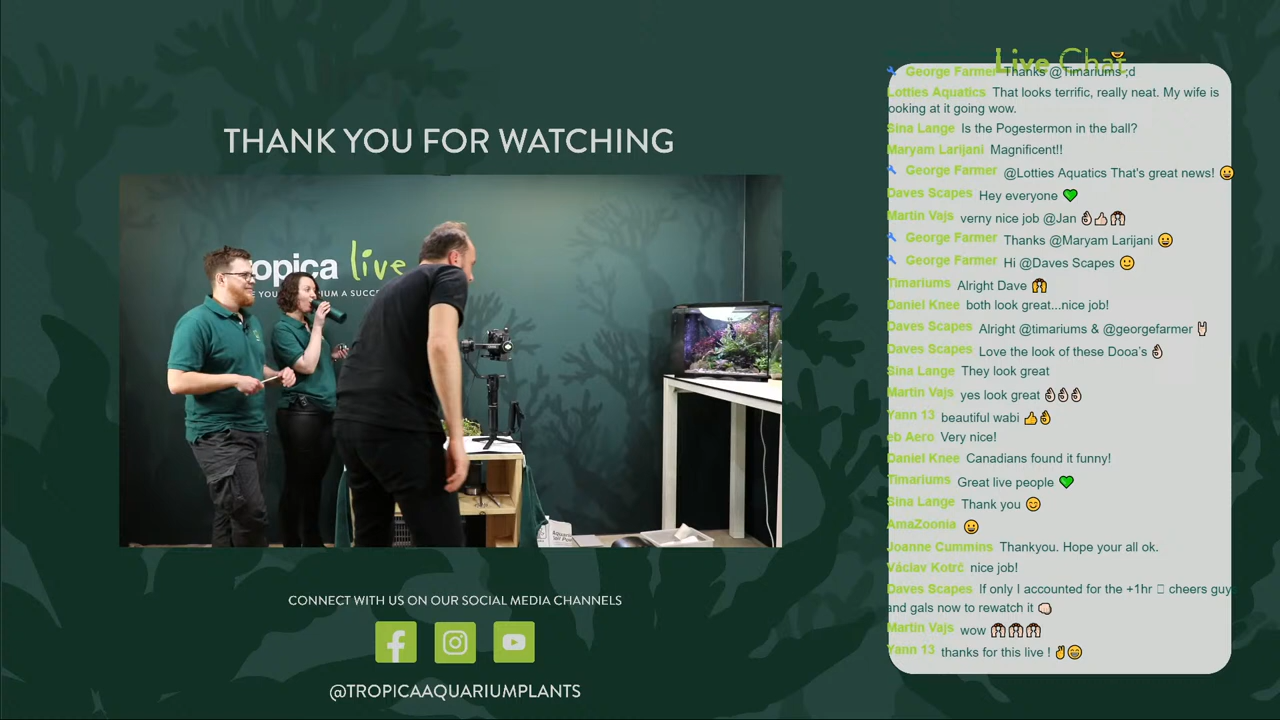 Live Chat
George Farmer Thanks @Timariums ;d
Lotties Aquatics That looks terrific, really neat. My wife is
ooking at it going wow.
Sina Lange Is the Pogestermon in the ball?
Maryam Larijani Magnificent!!
George Farmer @Lotties Aquatics That's great news! 😀
Daves Scapes Hey everyone 💚
Martin Vajs verny nice job @Jan 👌🏻👍🏻🙌🏻
George Farmer Thanks @Maryam Larijani 😉
George Farmer Hi @Daves Scapes 🙂
Timariums Alright Dave 🙌
Daniel Knee both look great...nice job!
Daves Scapes Alright @timariums & @georgefarmer 🤘🏻
Daves Scapes Love the look of these Dooa's 👌🏻
Sina Lange They look great
Martin Vajs yes look great 👌🏻👌🏻👌🏻
Yann 13 beautiful wabi 👍👌
eb Aero Very nice!
Daniel Knee Canadians found it funny!
Timariums Great live people 💚
Sina Lange Thank you 😊
AmaZoonia 😀
Joanne Cummins Thankyou. Hope your all ok.
Václav Kotrč nice job!
Daves Scapes If only I accounted for the +1hr cheers guy
and gals now to rewatch it 👊🏻
Martin Vajs wow 🙌🏻🙌🏻🙌🏻
Yann 13 thanks for this live ! ✌😁
THANK YOU FOR WATCHING
opica live
E YOU IUM A SUCCE
CONNECT WITH US ON OUR SOCIAL MEDIA CHANNELS
@TROPICAAQUARIUMPLANTS